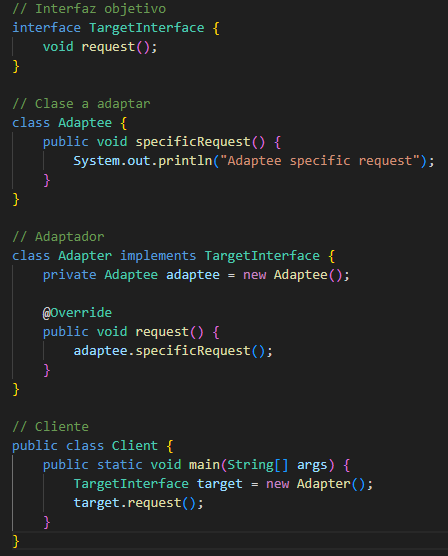 // Interfaz objetivo
interface TargetInterface {
    void request();
}

// Clase a adaptar
class Adaptee {
    public void specificRequest() {
        System.out.println("Adaptee specific request");
    }
}

// Adaptador
class Adapter implements TargetInterface {
    private Adaptee adaptee = new Adaptee();

    @Override
    public void request() {
        adaptee.specificRequest();
    }
}

// Cliente
public class Client {
    public static void main(String[] args) {
        TargetInterface target = new Adapter();
        target.request();
    }
}